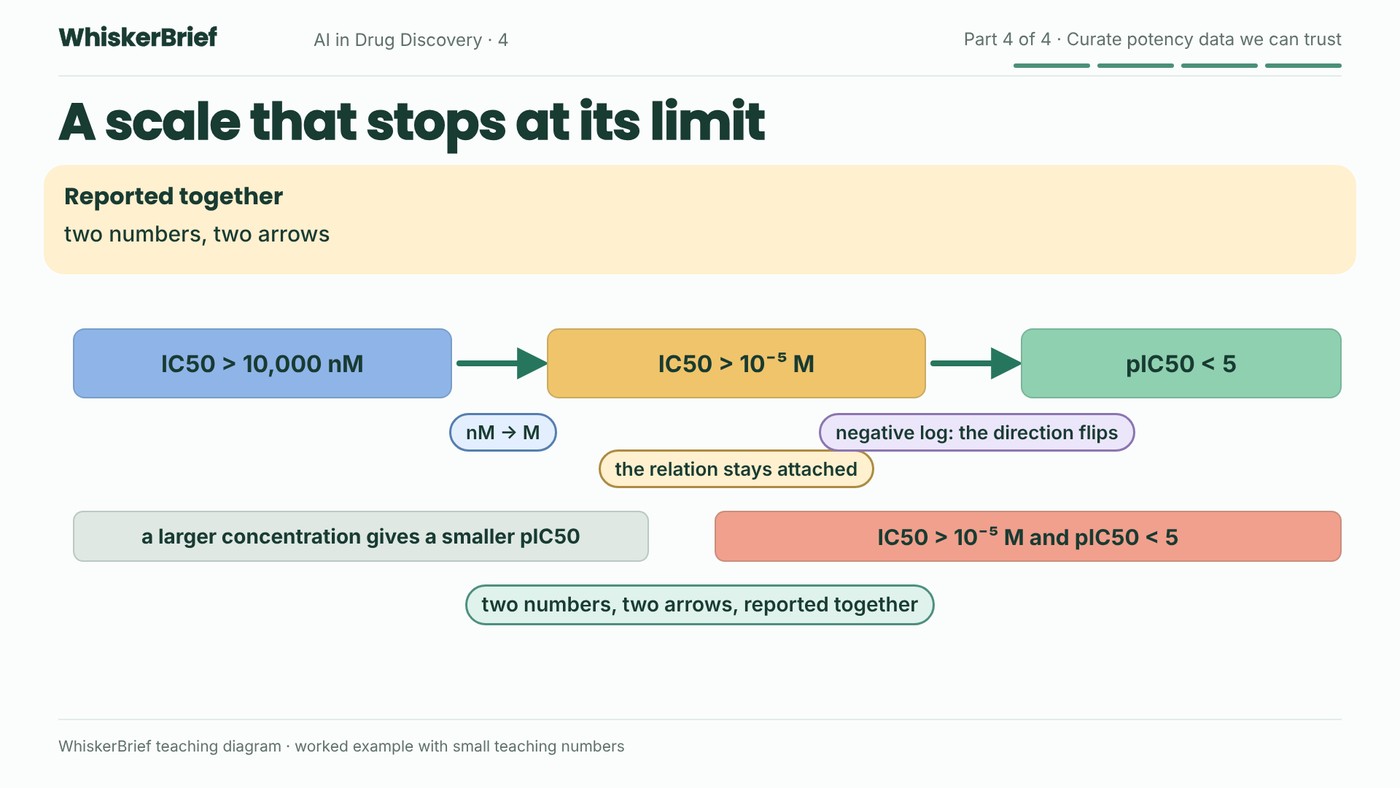 WhiskerBrief
AI in Drug Discovery · 4
Part 4 of 4 · Curate potency data we can trust
A scale that stops at its limit
Reported together
two numbers, two arrows
IC50 > 10,000 nM
IC50 > 10⁻⁵ M
pIC50 < 5
nM → M
negative log: the direction flips
the relation stays attached
a larger concentration gives a smaller pIC50
IC50 > 10⁻⁵ M and pIC50 < 5
two numbers, two arrows, reported together
WhiskerBrief teaching diagram · worked example with small teaching numbers